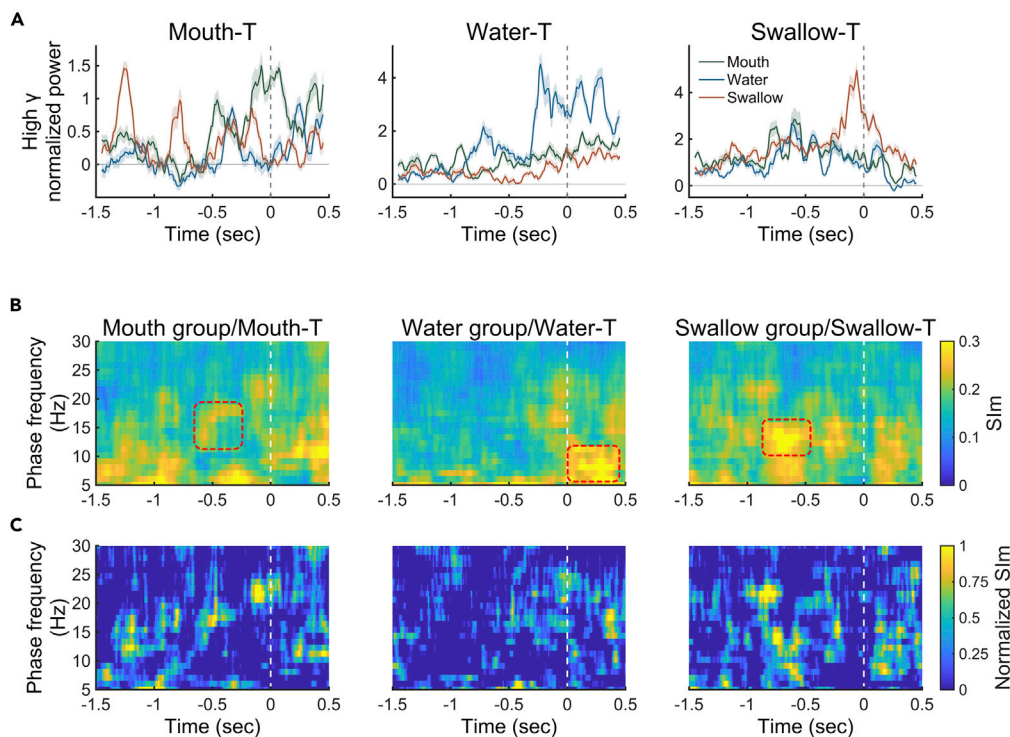 A
Mouth-T
Water-T
Swallow-T
High γ
normalized power
1.5
1
0.5
0
-1.5 -1 -0.5 0 0.5
Time (sec)
4
2
0
-1.5 -1 -0.5 0 0.5
Time (sec)
4
2
0
Mouth
Water
Swallow
-1.5 -1 -0.5 0 0.5
Time (sec)
B
Mouth group/Mouth-T
Water group/Water-T
Swallow group/Swallow-T
Phase frequency
(Hz)
30
25
20
15
10
5
-1.5 -1 -0.5 0 0.5
-1.5 -1 -0.5 0 0.5
-1.5 -1 -0.5 0 0.5
0.3
0.2
0.1
0
SIm
C
Phase frequency
(Hz)
30
25
20
15
10
5
-1.5 -1 -0.5 0 0.5
Time (sec)
-1.5 -1 -0.5 0 0.5
Time (sec)
-1.5 -1 -0.5 0 0.5
Time (sec)
1
0.75
0.5
0.25
0
Normalized SIm